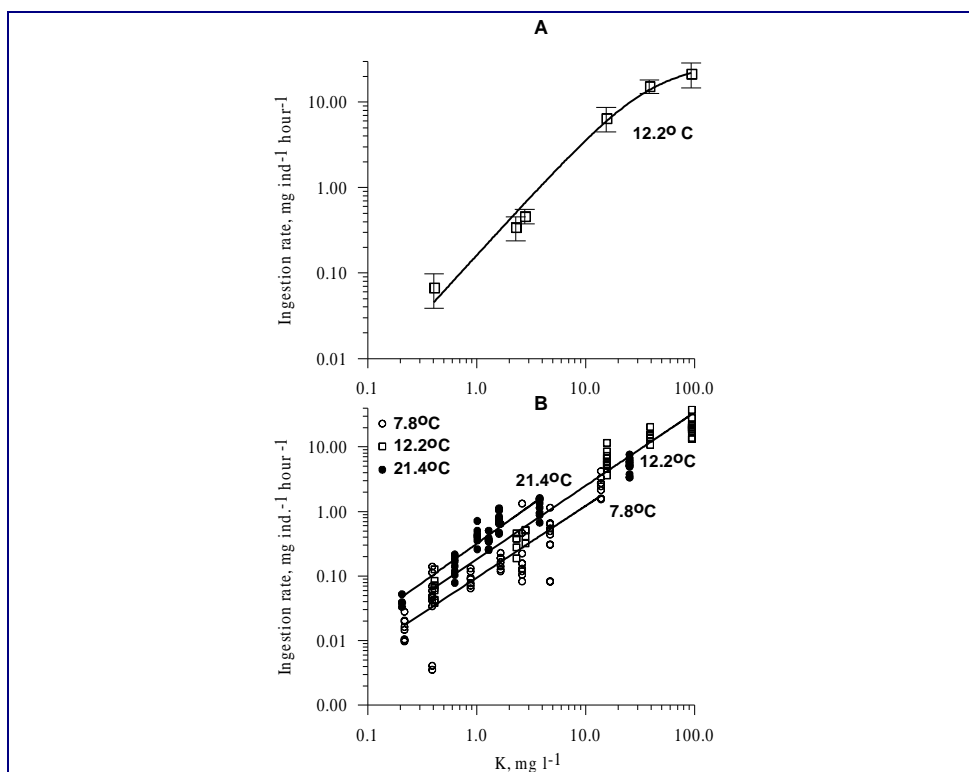 A
Ingestion rate, mg ind⁻¹ hour⁻¹
10.00
1.00
0.10
0.01
12.2º C
0.1
1.0
10.0
100.0
B
Ingestion rate, mg ind.⁻¹ hour⁻¹
7.8ºC
12.2ºC
21.4ºC
10.00
1.00
0.10
0.01
0.00
21.4ºC
12.2ºC
7.8ºC
0.1
1.0
10.0
100.0
K, mg l⁻¹